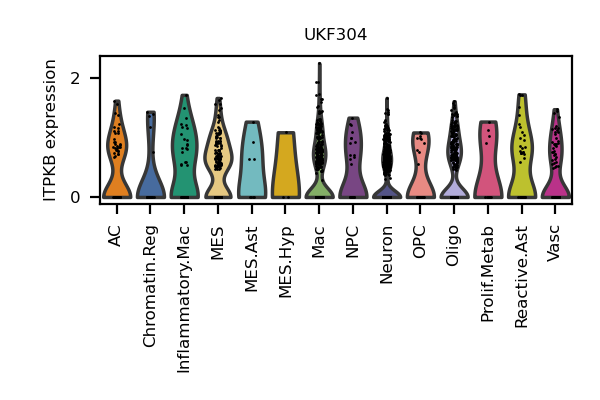 UKF304
ITPKB expression
2
0
AC
Chromatin.Reg
Inflammatory.Mac
MES
MES.Ast
MES.Hyp
Mac
NPC
Neuron
OPC
Oligo
Prolif.Metab
Reactive.Ast
Vasc